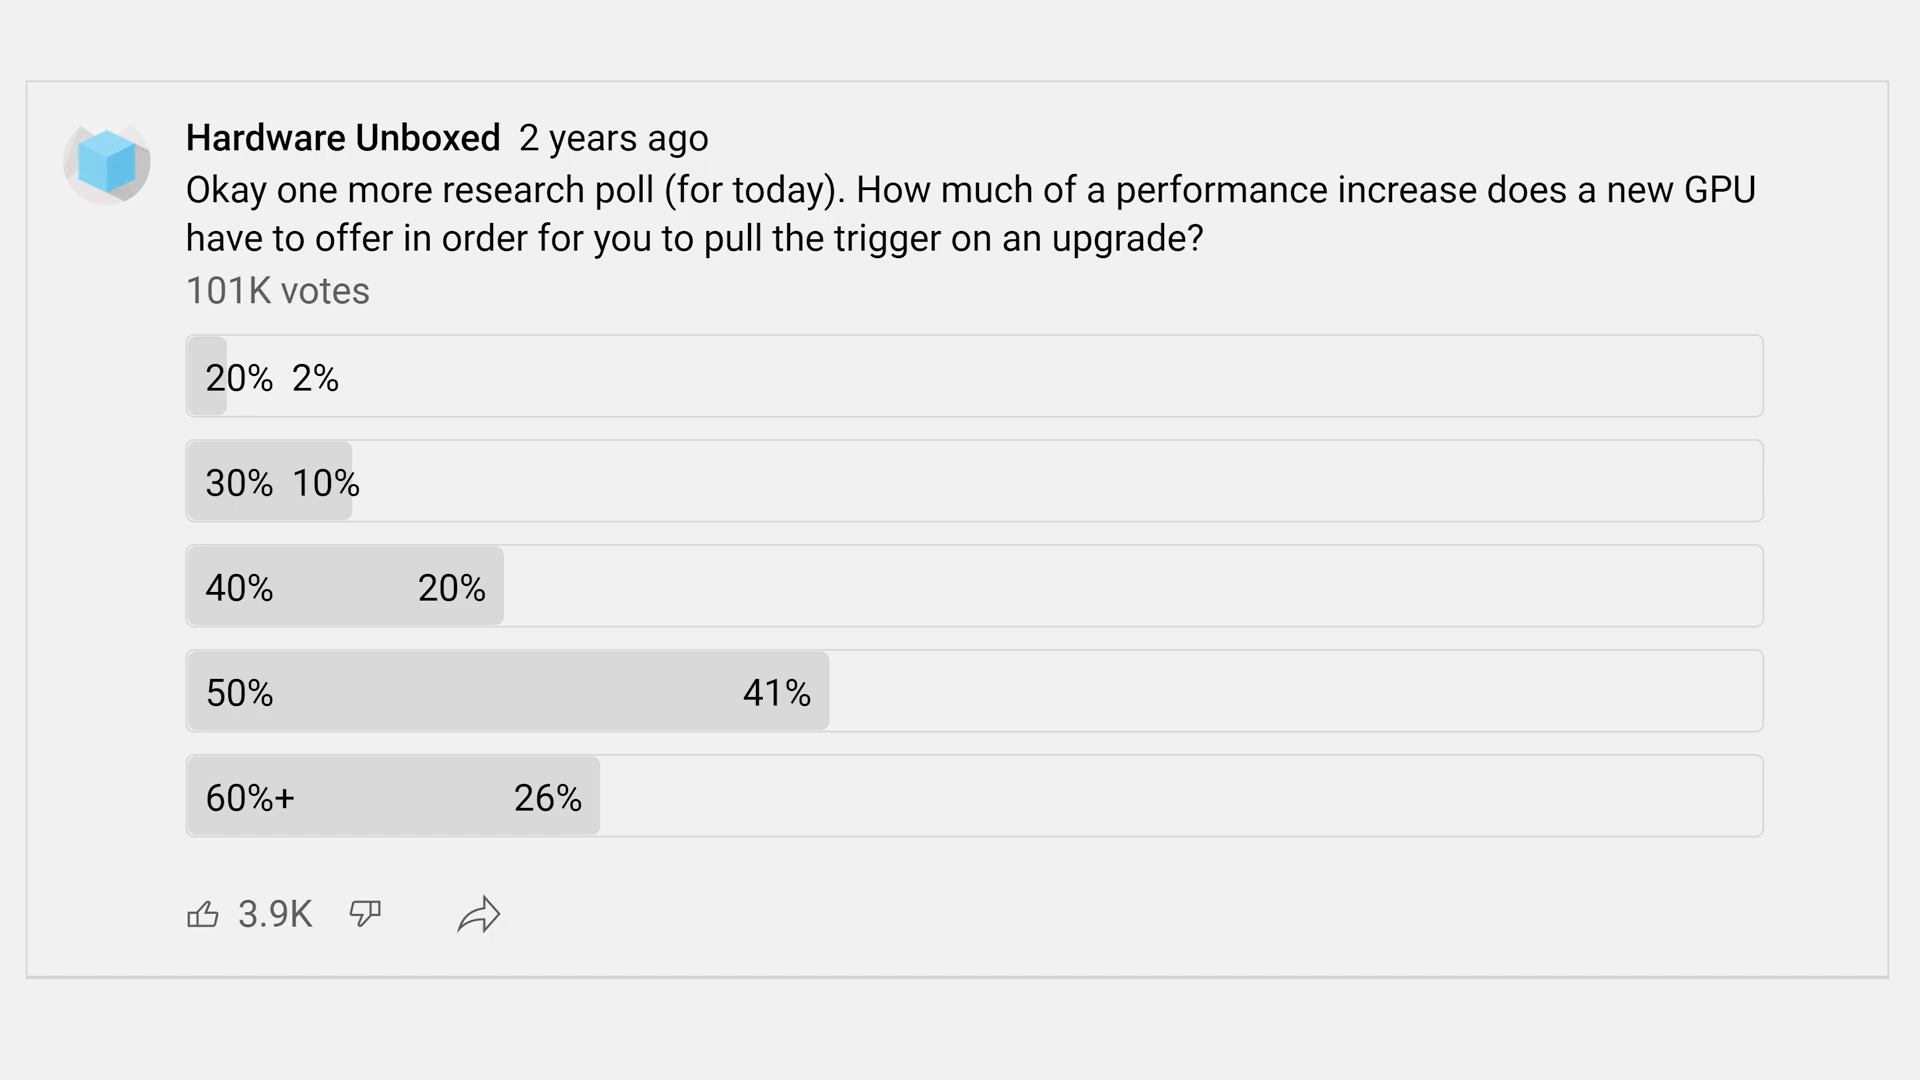 Hardware Unboxed 2 years ago
Okay one more research poll (for today). How much of a performance increase does a new GPU
have to offer in order for you to pull the trigger on an upgrade?
101K votes
20% 2%
30% 10%
40% 20%
50% 41%
60%+ 26%
3.9K